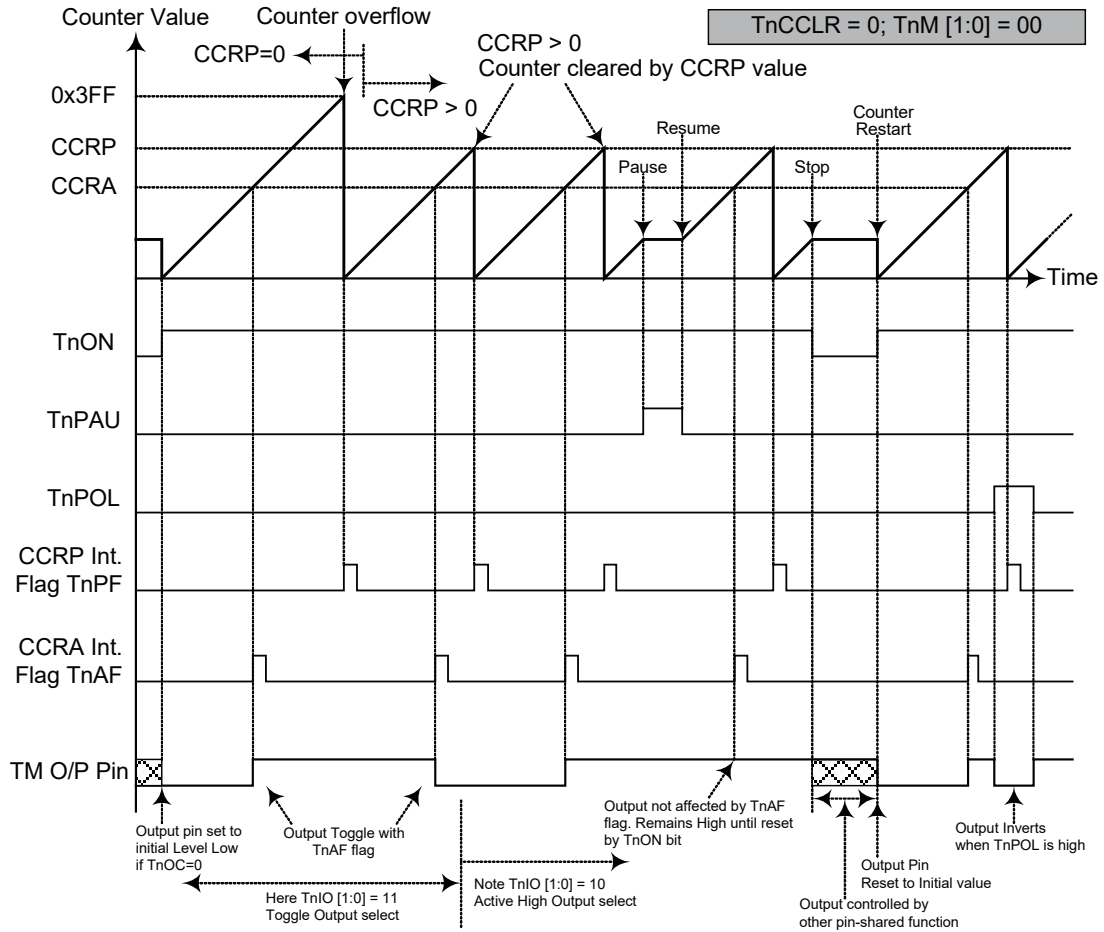 Counter Value
Counter overflow
TnCCLR = 0; TnM [1:0] = 00
CCRP=0
CCRP > 0
CCRP > 0
Counter cleared by CCRP value
0x3FF
CCRP
CCRA
Pause
Resume
Stop
Counter
Restart
Time
TnON
TnPAU
TnPOL
CCRP Int.
Flag TnPF
CCRA Int.
Flag TnAF
TM O/P Pin
Output pin set to
initial Level Low
if TnOC=0
Output Toggle with
TnAF flag
Output not affected by TnAF
flag. Remains High until reset
by TnON bit
Output Inverts
when TnPOL is high
Output Pin
Reset to Initial value
Here TnIO [1:0] = 11
Toggle Output select
Note TnIO [1:0] = 10
Active High Output select
Output controlled by
other pin-shared function